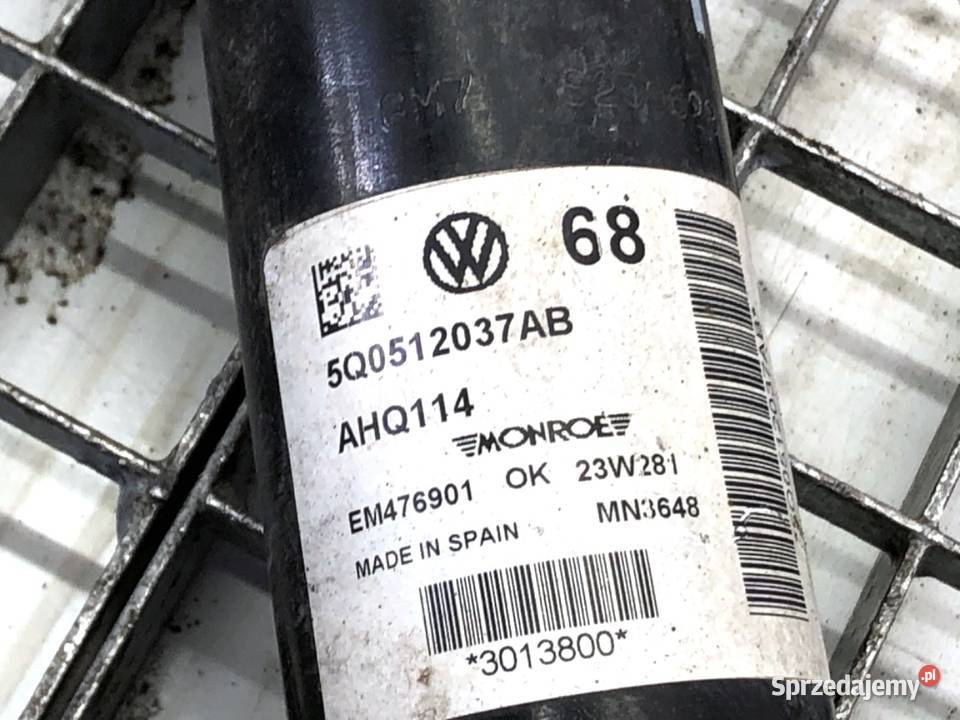 68
5Q0512037AB
AHQ114
MONROE
EM476901 OK 23W281
MADE IN SPAIN MN3648
*3013800*
Sprzedajemy.pl